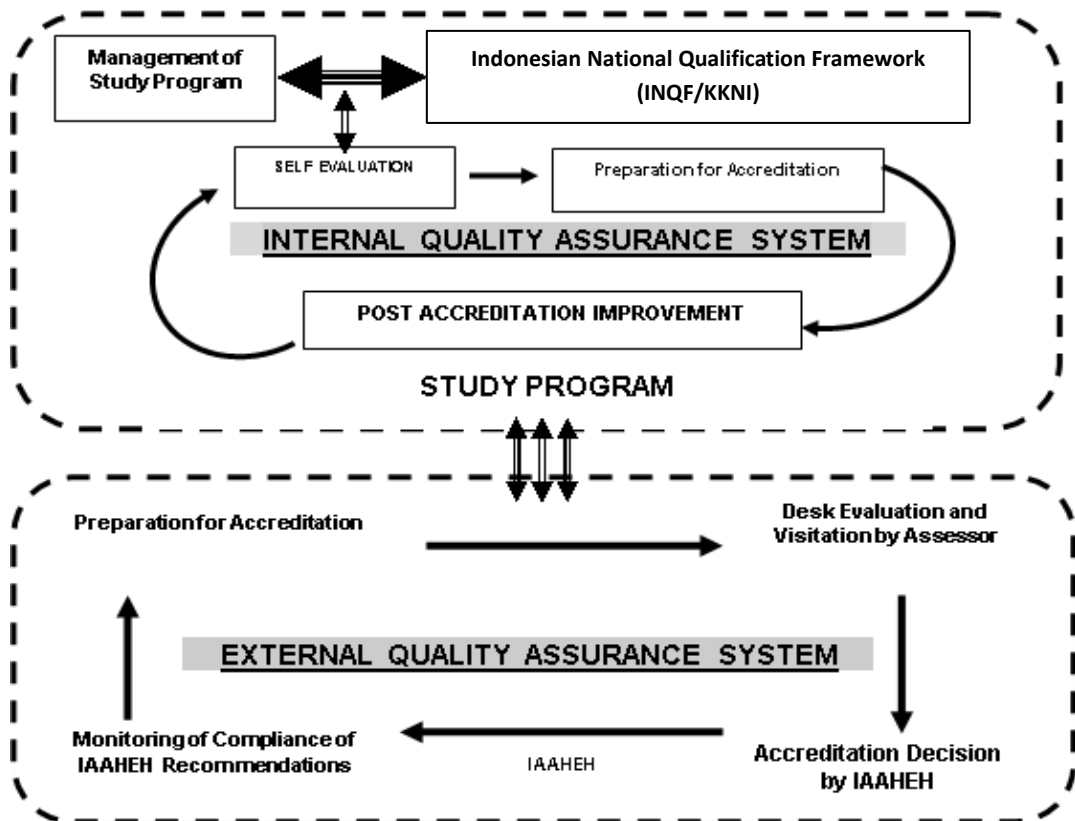 Management of
Study Program
Indonesian National Qualification Framework
(INQF/KKNI)
SELF EVALUATION
Preparation for Accreditation
INTERNAL QUALITY ASSURANCE SYSTEM
POST ACCREDITATION IMPROVEMENT
STUDY PROGRAM
Preparation for Accreditation
Desk Evaluation and
Visitation by Assessor
EXTERNAL QUALITY ASSURANCE SYSTEM
Monitoring of Compliance of
IAAHEH Recommendations
IAAHEH
Accreditation Decision
by IAAHEH